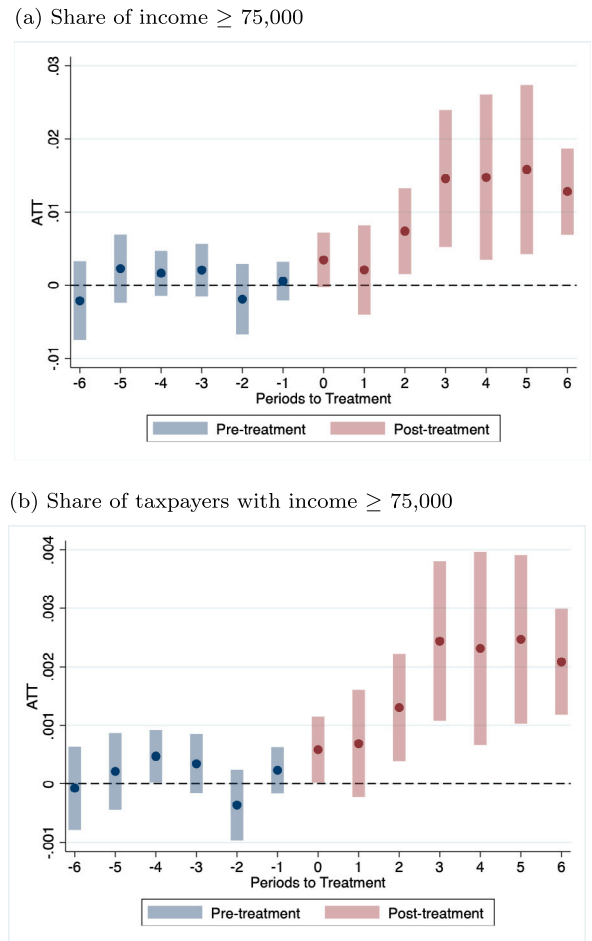 (a) Share of income ≥ 75,000
.03
.02
.01
0
-.01
ATT
-6 -5 -4 -3 -2 -1 0 1 2 3 4 5 6
Periods to Treatment
Pre-treatment Post-treatment
(b) Share of taxpayers with income ≥ 75,000
.004
.003
.002
.001
0
-.001
ATT
-6 -5 -4 -3 -2 -1 0 1 2 3 4 5 6
Periods to Treatment
Pre-treatment Post-treatment